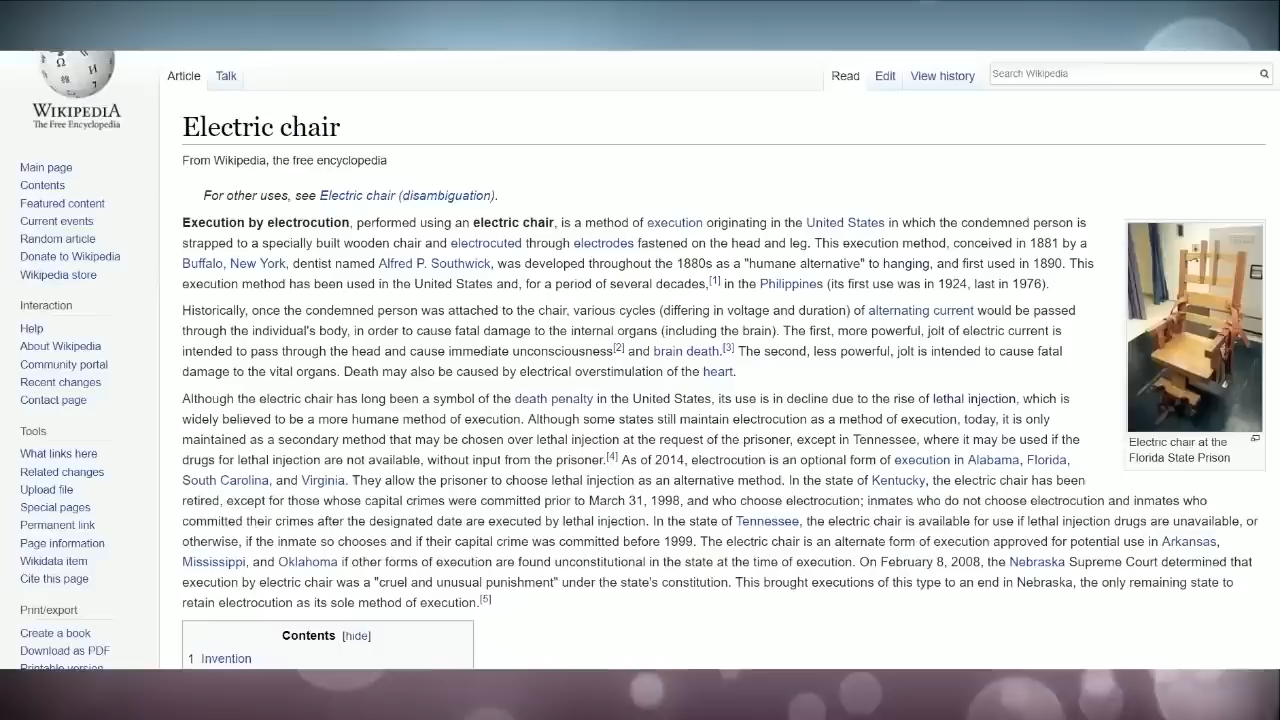 WIKIPEDIA
The Free Encyclopedia
Main page
Contents
Featured content
Current events
Random article
Donate to Wikipedia
Wikipedia store
Interaction
Help
About Wikipedia
Community portal
Recent changes
Contact page
Tools
What links here
Related changes
Upload file
Special pages
Permanent link
Page information
Wikidata item
Cite this page
Print/export
Create a book
Download as PDF
Printable version
Article Talk
Read Edit View history
Search Wikipedia
Electric chair
From Wikipedia, the free encyclopedia
For other uses, see Electric chair (disambiguation).
Execution by electrocution, performed using an electric chair, is a method of execution originating in the United States in which the condemned person is
strapped to a specially built wooden chair and electrocuted through electrodes fastened on the head and leg. This execution method, conceived in 1881 by a
Buffalo, New York, dentist named Alfred P. Southwick, was developed throughout the 1880s as a "humane alternative" to hanging, and first used in 1890. This
execution method has been used in the United States and, for a period of several decades,[1] in the Philippines (its first use was in 1924, last in 1976).
Historically, once the condemned person was attached to the chair, various cycles (differing in voltage and duration) of alternating current would be passed
through the individual's body, in order to cause fatal damage to the internal organs (including the brain). The first, more powerful, jolt of electric current is
intended to pass through the head and cause immediate unconsciousness[2] and brain death.[3] The second, less powerful, jolt is intended to cause fatal
damage to the vital organs. Death may also be caused by electrical overstimulation of the heart.
Although the electric chair has long been a symbol of the death penalty in the United States, its use is in decline due to the rise of lethal injection, which is
widely believed to be a more humane method of execution. Although some states still maintain electrocution as a method of execution, today, it is only
maintained as a secondary method that may be chosen over lethal injection at the request of the prisoner, except in Tennessee, where it may be used if the
drugs for lethal injection are not available, without input from the prisoner.[4] As of 2014, electrocution is an optional form of execution in Alabama, Florida,
South Carolina, and Virginia. They allow the prisoner to choose lethal injection as an alternative method. In the state of Kentucky, the electric chair has been
retired, except for those whose capital crimes were committed prior to March 31, 1998, and who choose electrocution; inmates who do not choose electrocution and inmates who
committed their crimes after the designated date are executed by lethal injection. In the state of Tennessee, the electric chair is available for use if lethal injection drugs are unavailable, or
otherwise, if the inmate so chooses and if their capital crime was committed before 1999. The electric chair is an alternate form of execution approved for potential use in Arkansas,
Mississippi, and Oklahoma if other forms of execution are found unconstitutional in the state at the time of execution. On February 8, 2008, the Nebraska Supreme Court determined that
execution by electric chair was a "cruel and unusual punishment" under the state's constitution. This brought executions of this type to an end in Nebraska, the only remaining state to
retain electrocution as its sole method of execution.[5]
Electric chair at the
Florida State Prison
Contents [hide]
1 Invention